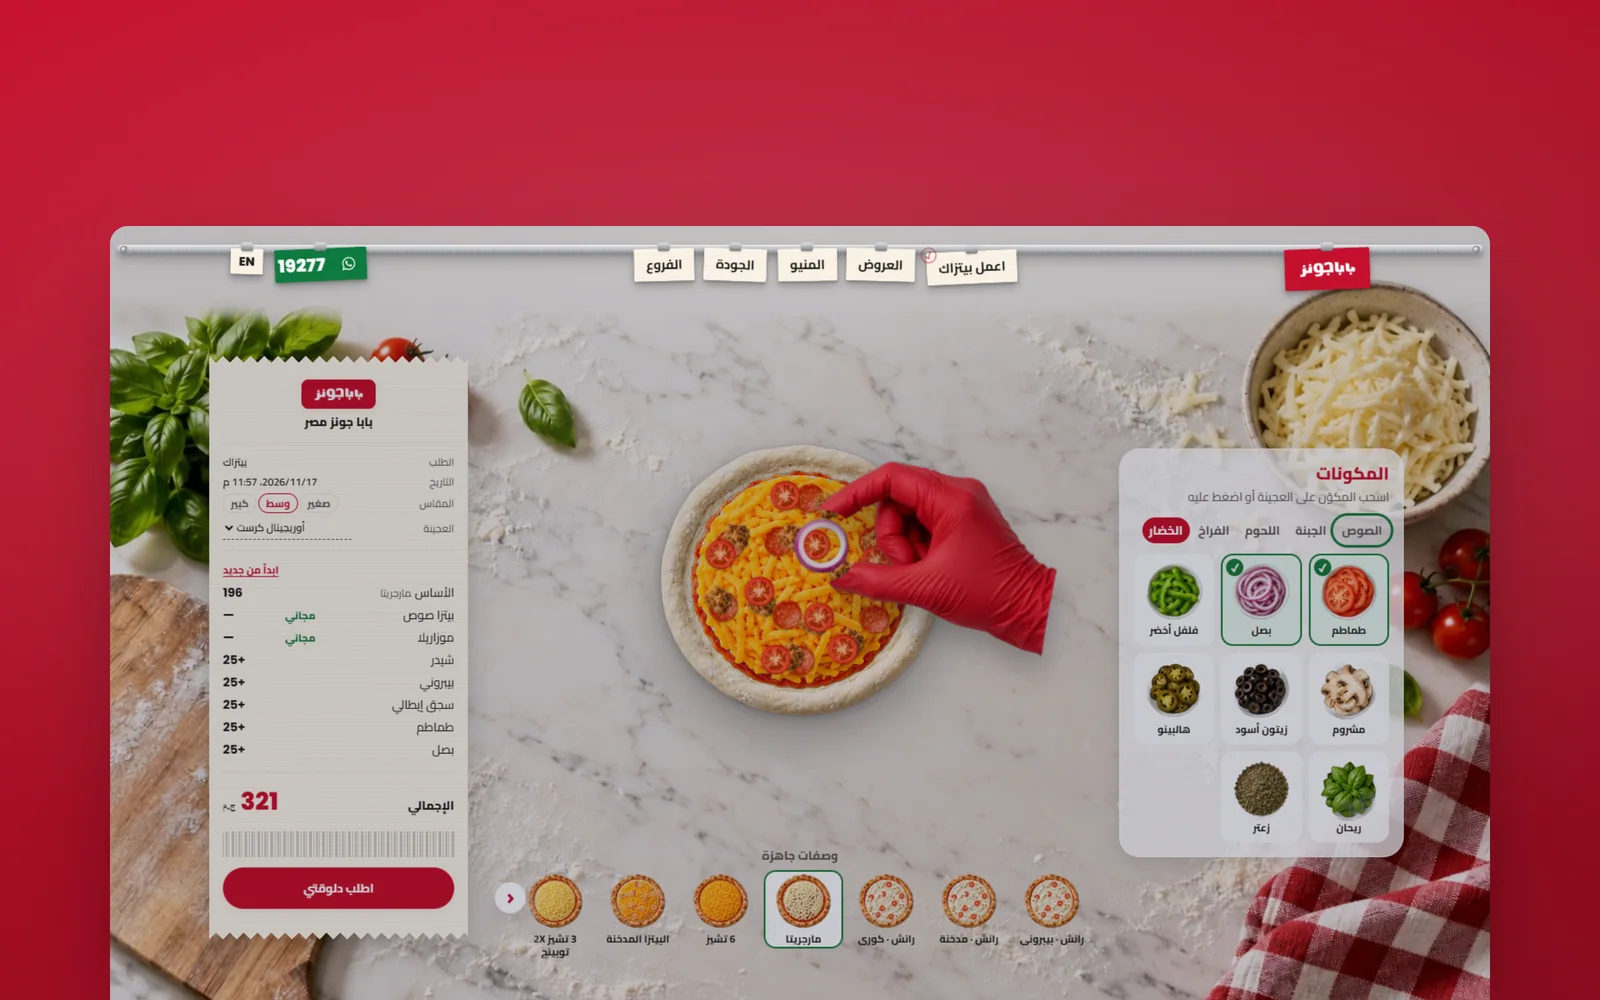 باباجونز
اعمل بيتزاك
العروض
المنيو
الجودة
الفروع
19277
EN
المكونات
اسحب المكوّن على العجينة أو اضغط عليه
الصوص
الجبنة
اللحوم
الفراخ
الخضار
طماطم
بصل
فلفل أخضر
مشروم
زيتون أسود
هالبينو
ريحان
زعتر
باباجونز
بابا جونز مصر
الطلب بيتزاك
التاريخ 2026/11/17، 11:57 م
المقاس صغير وسط كبير
العجينة أوريجينال كرست
ابدأ من جديد
الأساس مارجريتا 196
بيتزا صوص مجاني —
موزاريلا مجاني —
شيدر +25
بيبروني +25
سجق إيطالي +25
طماطم +25
بصل +25
الإجمالي 321 ج.م
اطلب دلوقتي
وصفات جاهزة
رانش · بيبروني
رانش · مدخنة
رانش · كورى
مارجريتا
6 تشيز
البيتزا المدخنة
3 تشيز 2X
توبينج